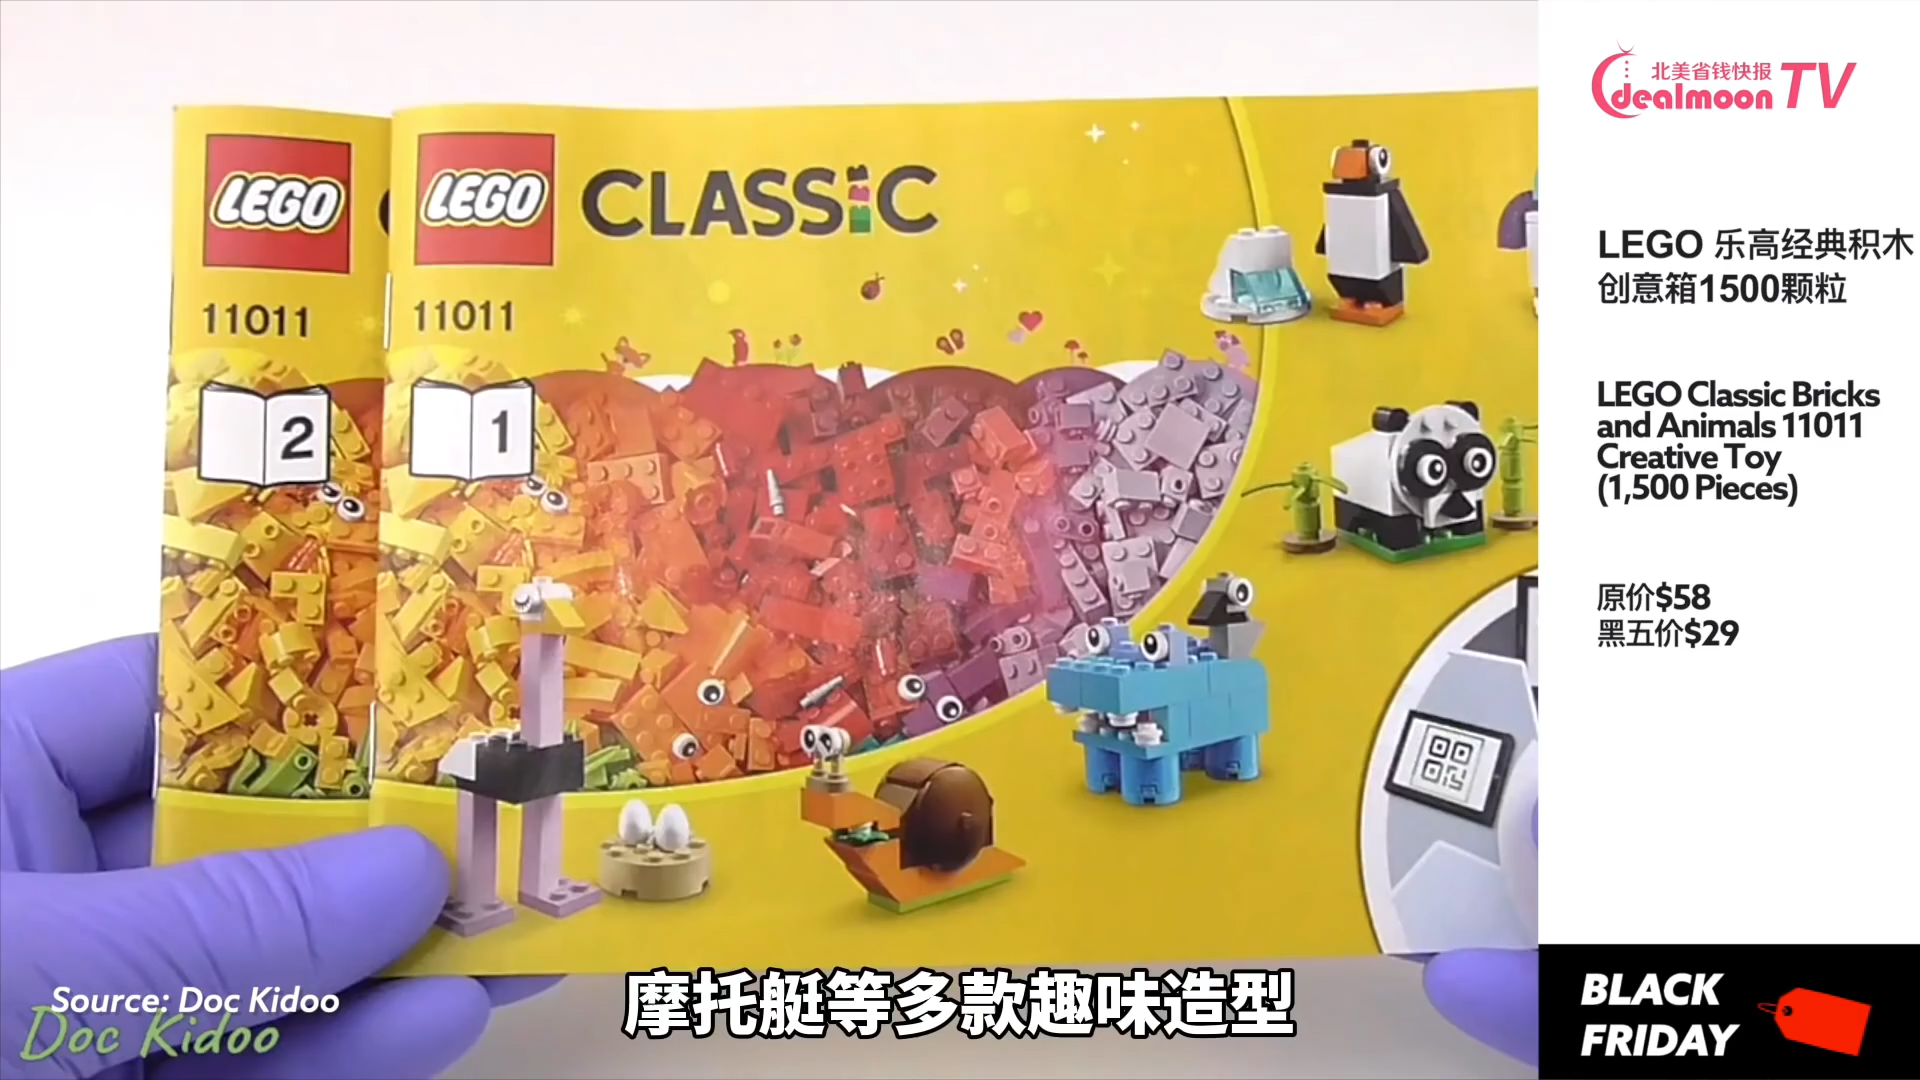 LEGO
LEGO
CLASSiC
11011
11011
2
1
Source: Doc Kidoo
Doc Kidoo
摩托艇等多款趣味造型
北美省钱快报
dealmoon TV
LEGO 乐高经典积木
创意箱1500颗粒
LEGO Classic Bricks
and Animals 11011
Creative Toy
(1,500 Pieces)
原价$58
黑五价$29
BLACK
FRIDAY